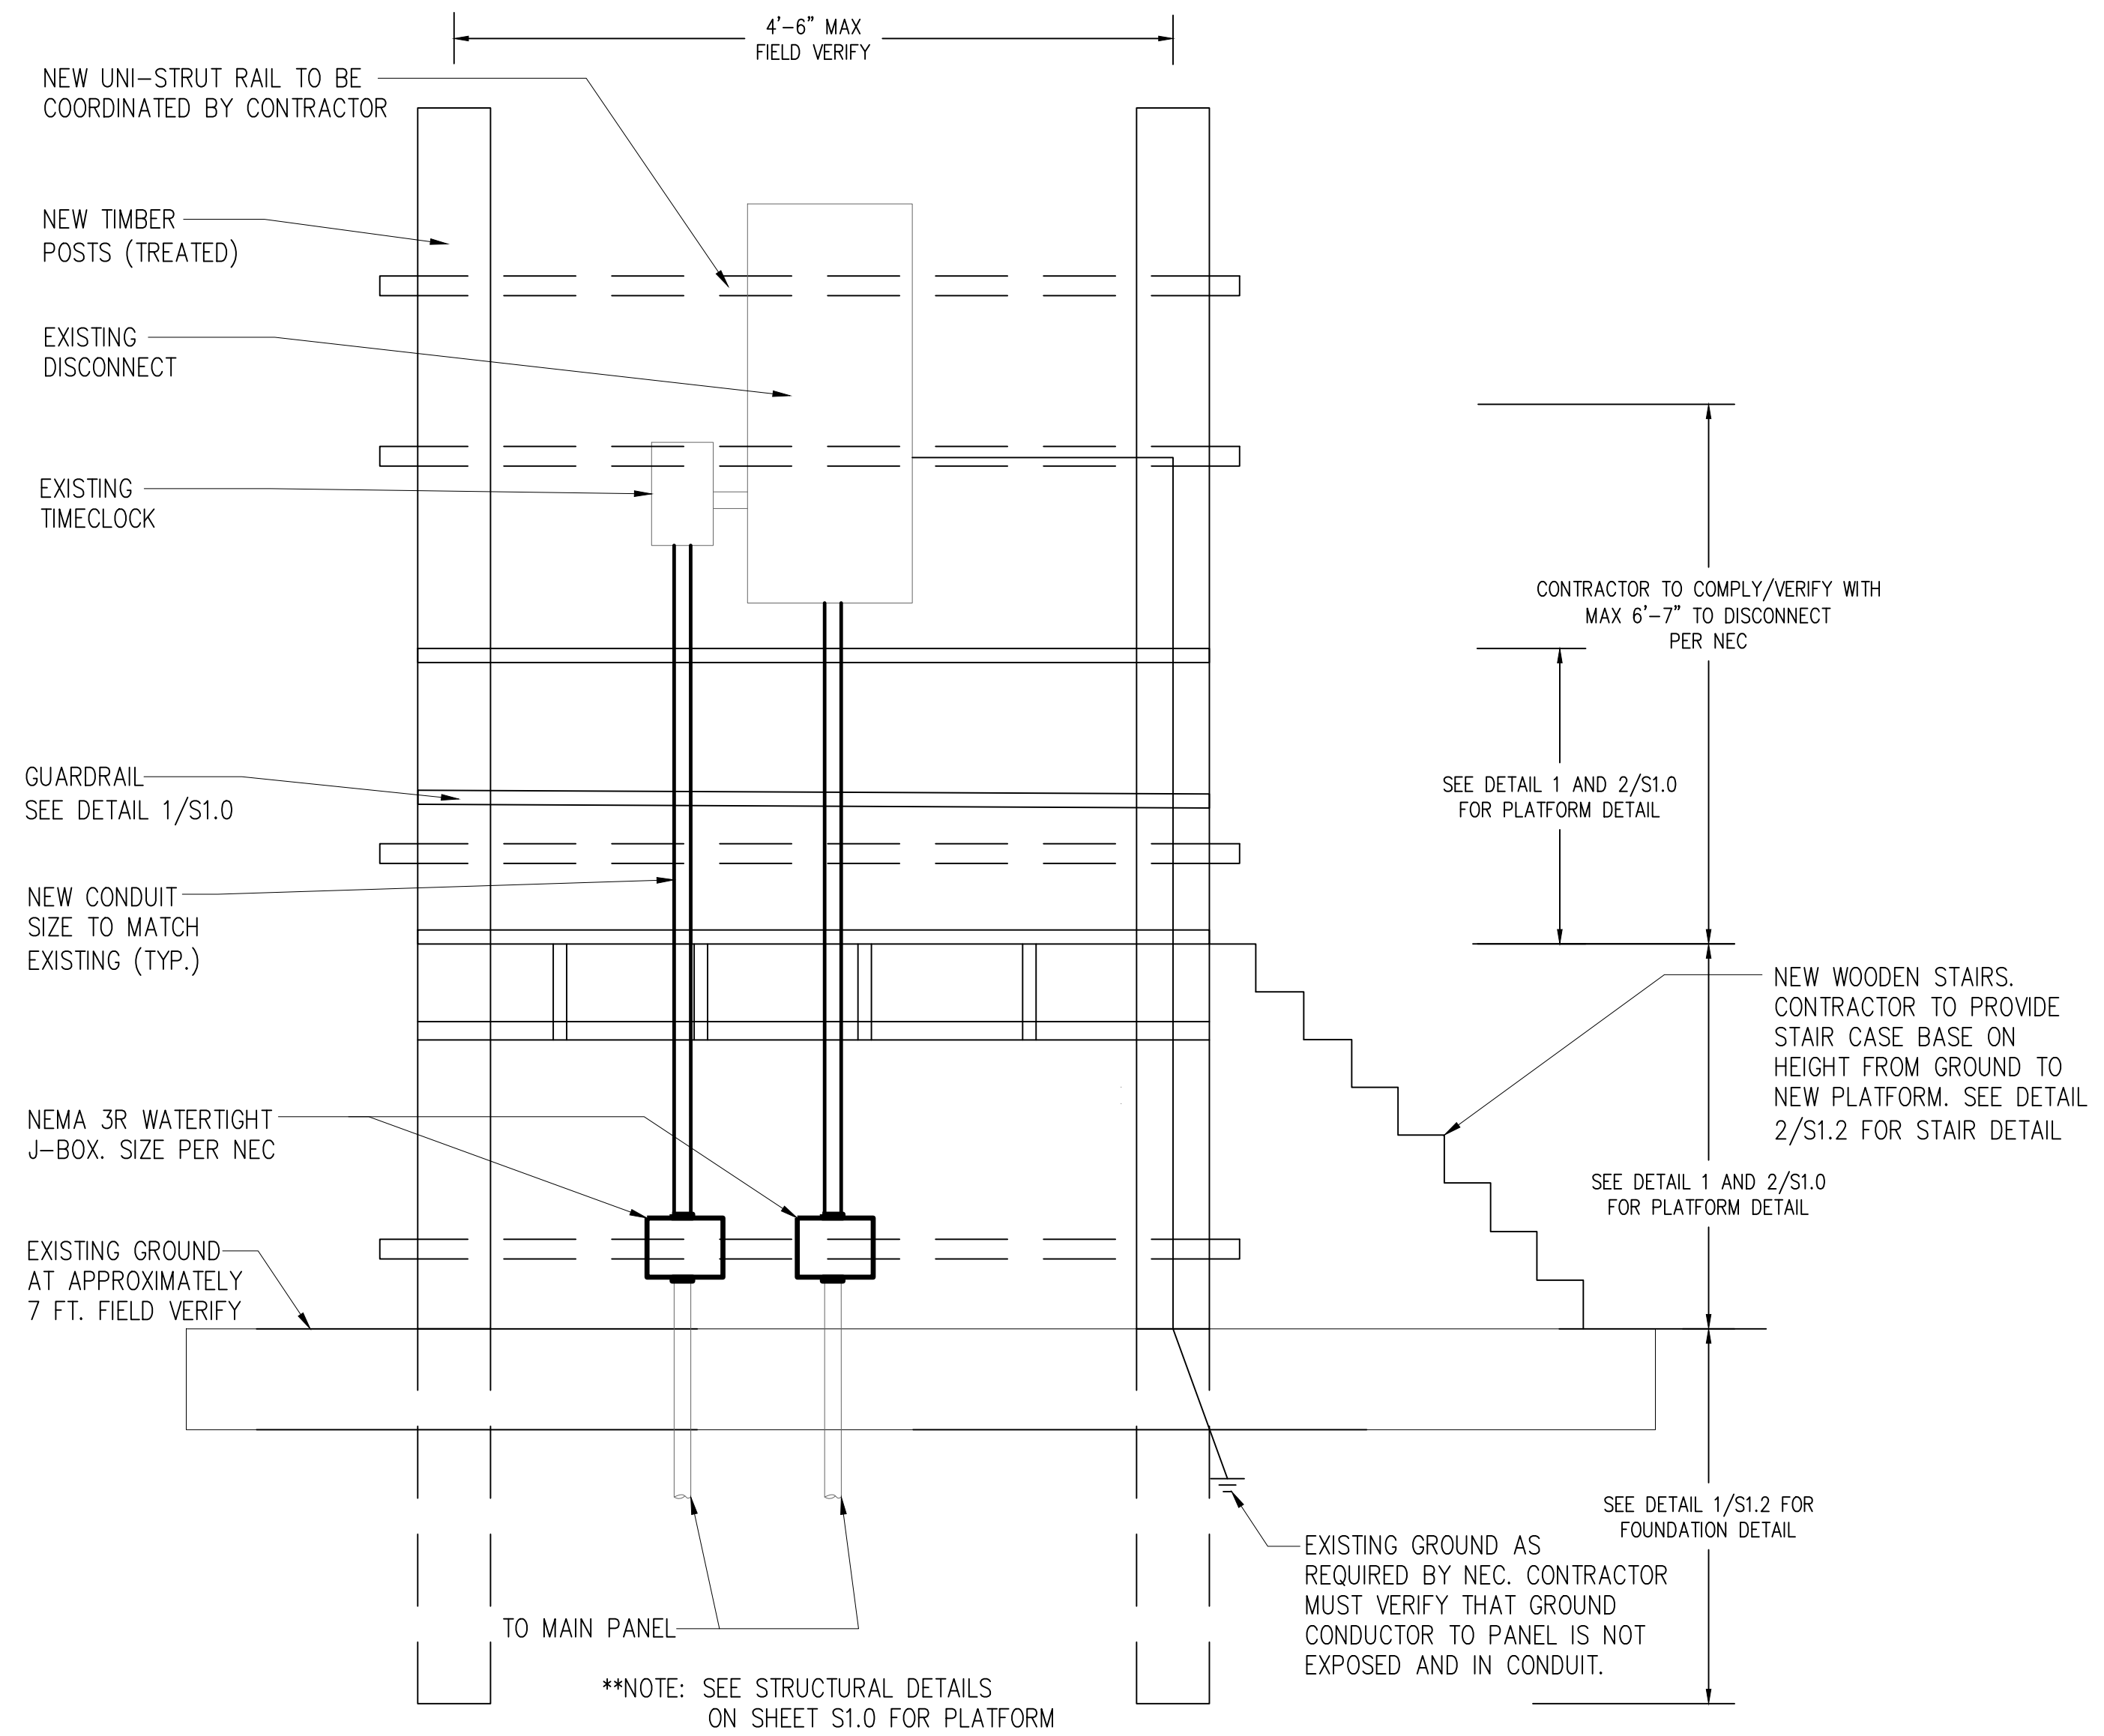 4'-6" MAX
FIELD VERIFY
NEW UNI-STRUT RAIL TO BE
COORDINATED BY CONTRACTOR
NEW TIMBER
POSTS (TREATED)
EXISTING
DISCONNECT
EXISTING
TIMECLOCK
CONTRACTOR TO COMPLY/VERIFY WITH
MAX 6'-7" TO DISCONNECT
PER NEC
GUARDRAIL
SEE DETAIL 1/S1.0
SEE DETAIL 1 AND 2/S1.0
FOR PLATFORM DETAIL
NEW CONDUIT
SIZE TO MATCH
EXISTING (TYP.)
NEW WOODEN STAIRS.
CONTRACTOR TO PROVIDE
STAIR CASE BASE ON
HEIGHT FROM GROUND TO
NEW PLATFORM. SEE DETAIL
2/S1.2 FOR STAIR DETAIL
NEMA 3R WATERTIGHT
J-BOX. SIZE PER NEC
SEE DETAIL 1 AND 2/S1.0
FOR PLATFORM DETAIL
EXISTING GROUND
AT APPROXIMATELY
7 FT. FIELD VERIFY
SEE DETAIL 1/S1.2 FOR
FOUNDATION DETAIL
EXISTING GROUND AS
REQUIRED BY NEC. CONTRACTOR
MUST VERIFY THAT GROUND
CONDUCTOR TO PANEL IS NOT
EXPOSED AND IN CONDUIT.
TO MAIN PANEL
**NOTE: SEE STRUCTURAL DETAILS
ON SHEET S1.0 FOR PLATFORM